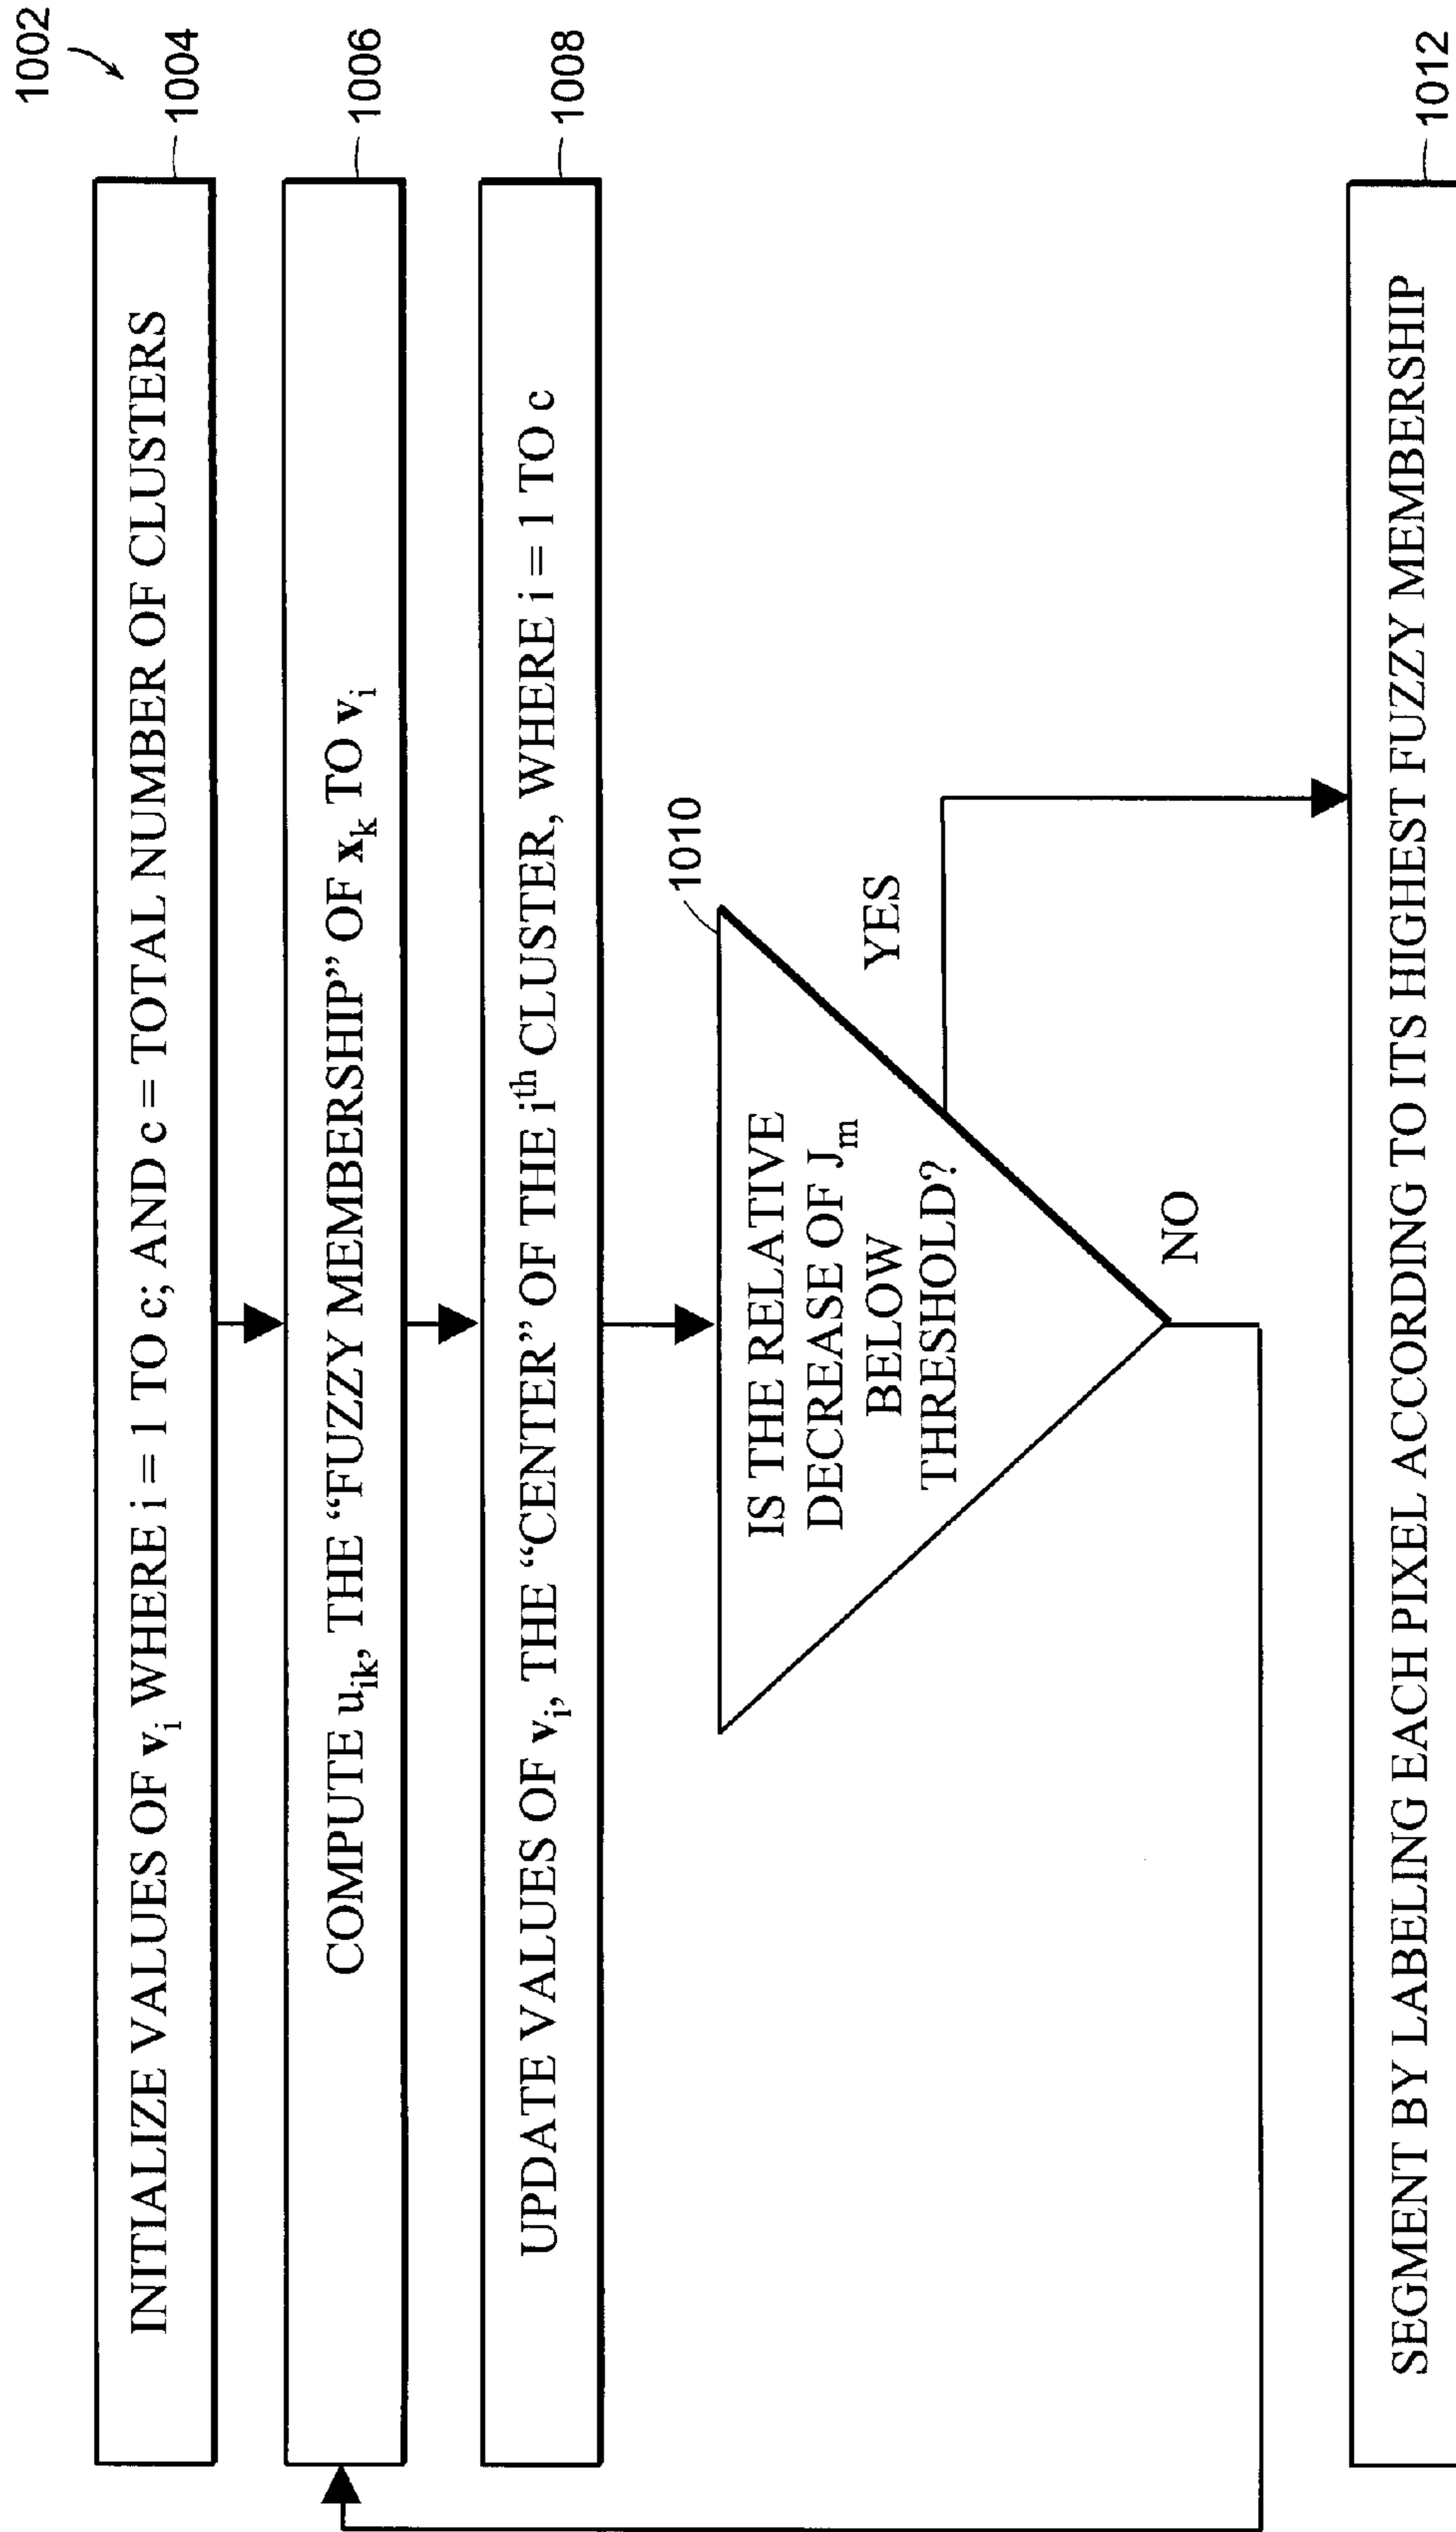 1002
INITIALIZE VALUES OF vᵢ WHERE i = 1 TO c; AND c = TOTAL NUMBER OF CLUSTERS
1004
COMPUTE uᵢₖ, THE “FUZZY MEMBERSHIP” OF xₖ TO vᵢ
1006
UPDATE VALUES OF vᵢ, THE “CENTER” OF THE iᵗʰ CLUSTER, WHERE i = 1 TO c
1008
IS THE RELATIVE
DECREASE OF Jₘ
BELOW
THRESHOLD?
1010
YES
NO
SEGMENT BY LABELING EACH PIXEL ACCORDING TO ITS HIGHEST FUZZY MEMBERSHIP
1012